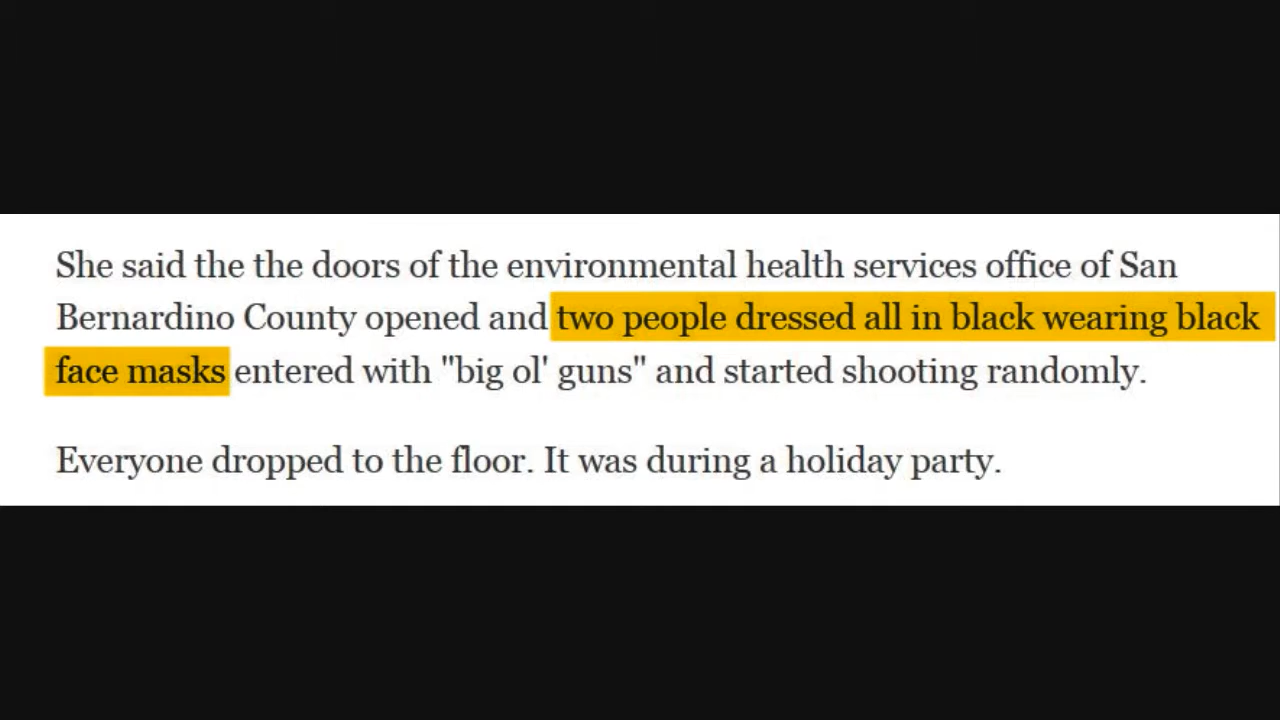 She said the the doors of the environmental health services office of San
Bernardino County opened and two people dressed all in black wearing black
face masks entered with "big ol' guns" and started shooting randomly.
Everyone dropped to the floor. It was during a holiday party.